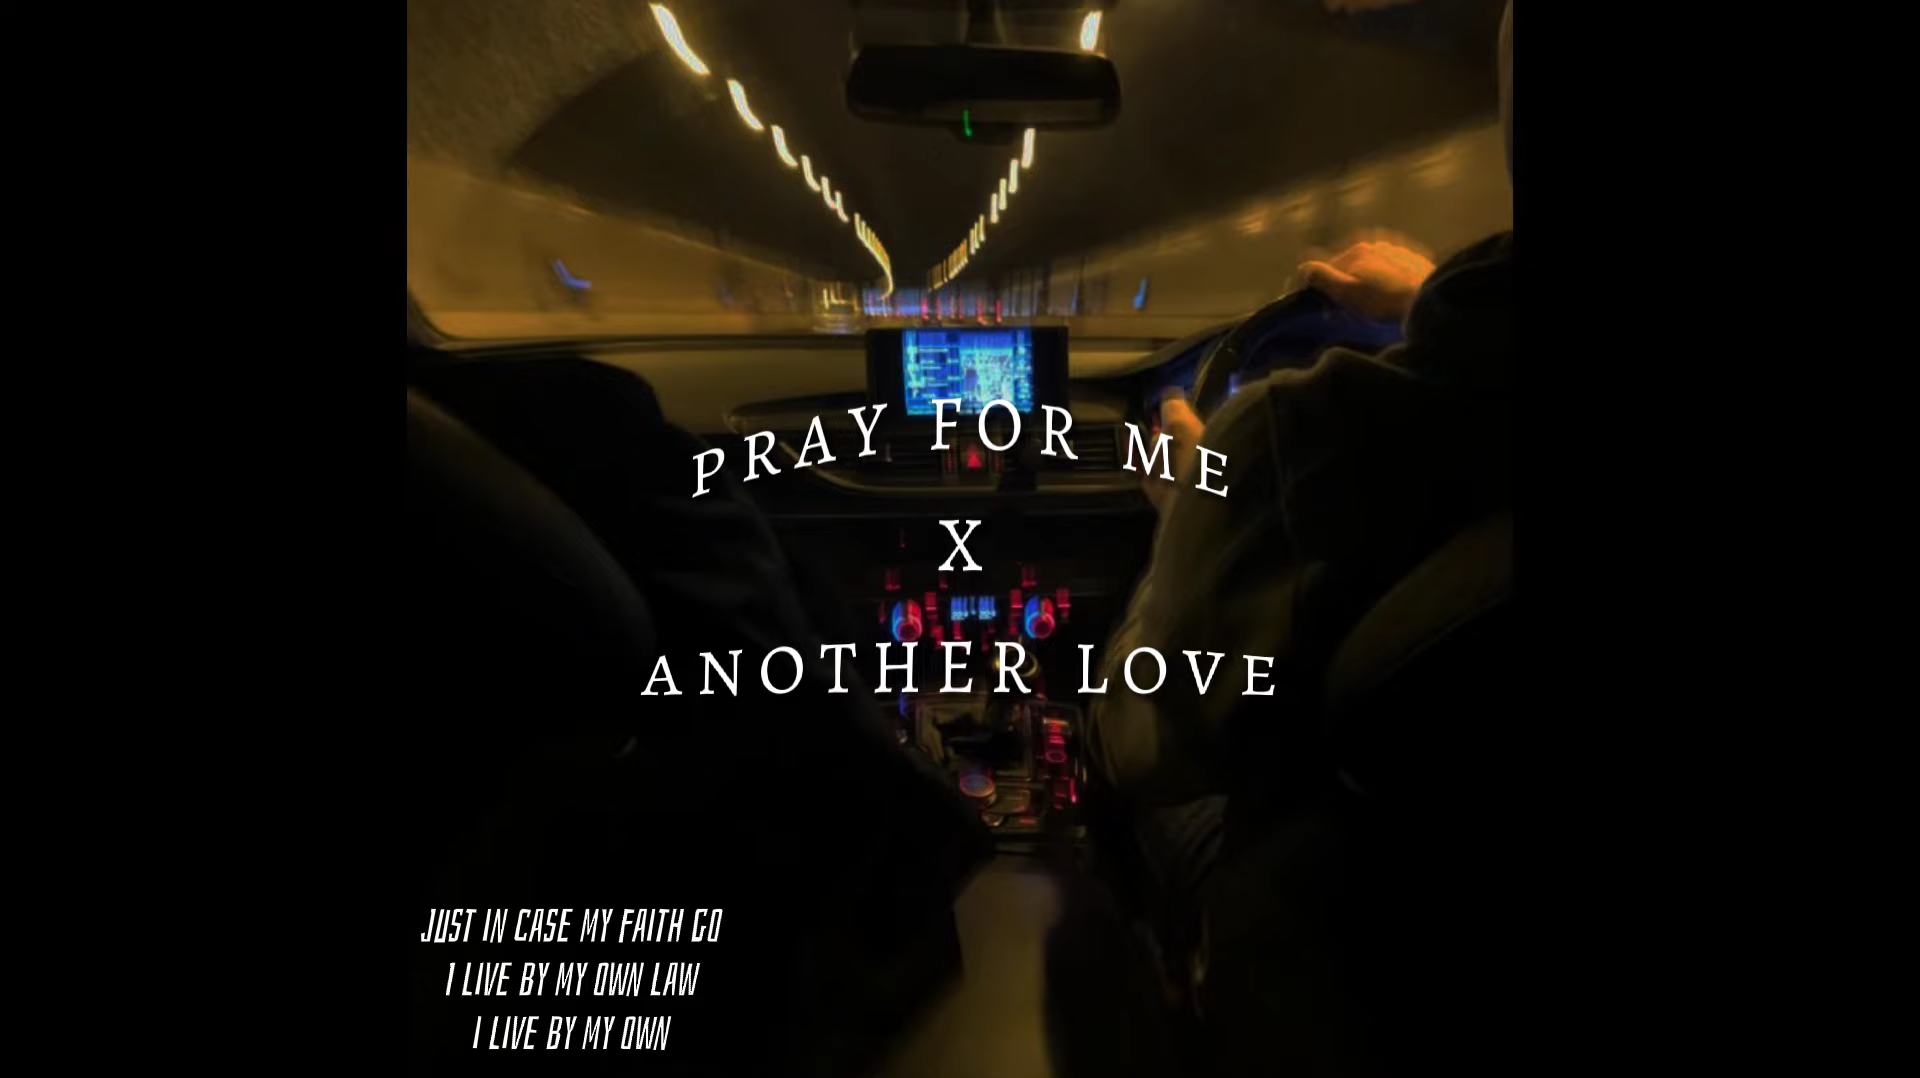 PRAY FOR ME
X
ANOTHER LOVE
JUST IN CASE MY FAITH GO
I LIVE BY MY OWN LAW
I LIVE BY MY OWN